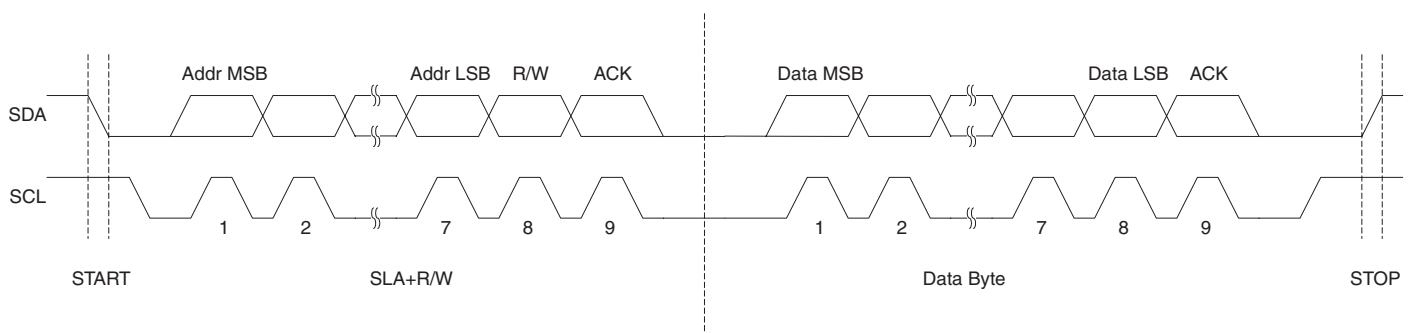 Addr MSB Addr LSB R/W ACK Data MSB Data LSB ACK
SDA
SCL
1 2 7 8 9 1 2 7 8 9
START SLA+R/W Data Byte STOP